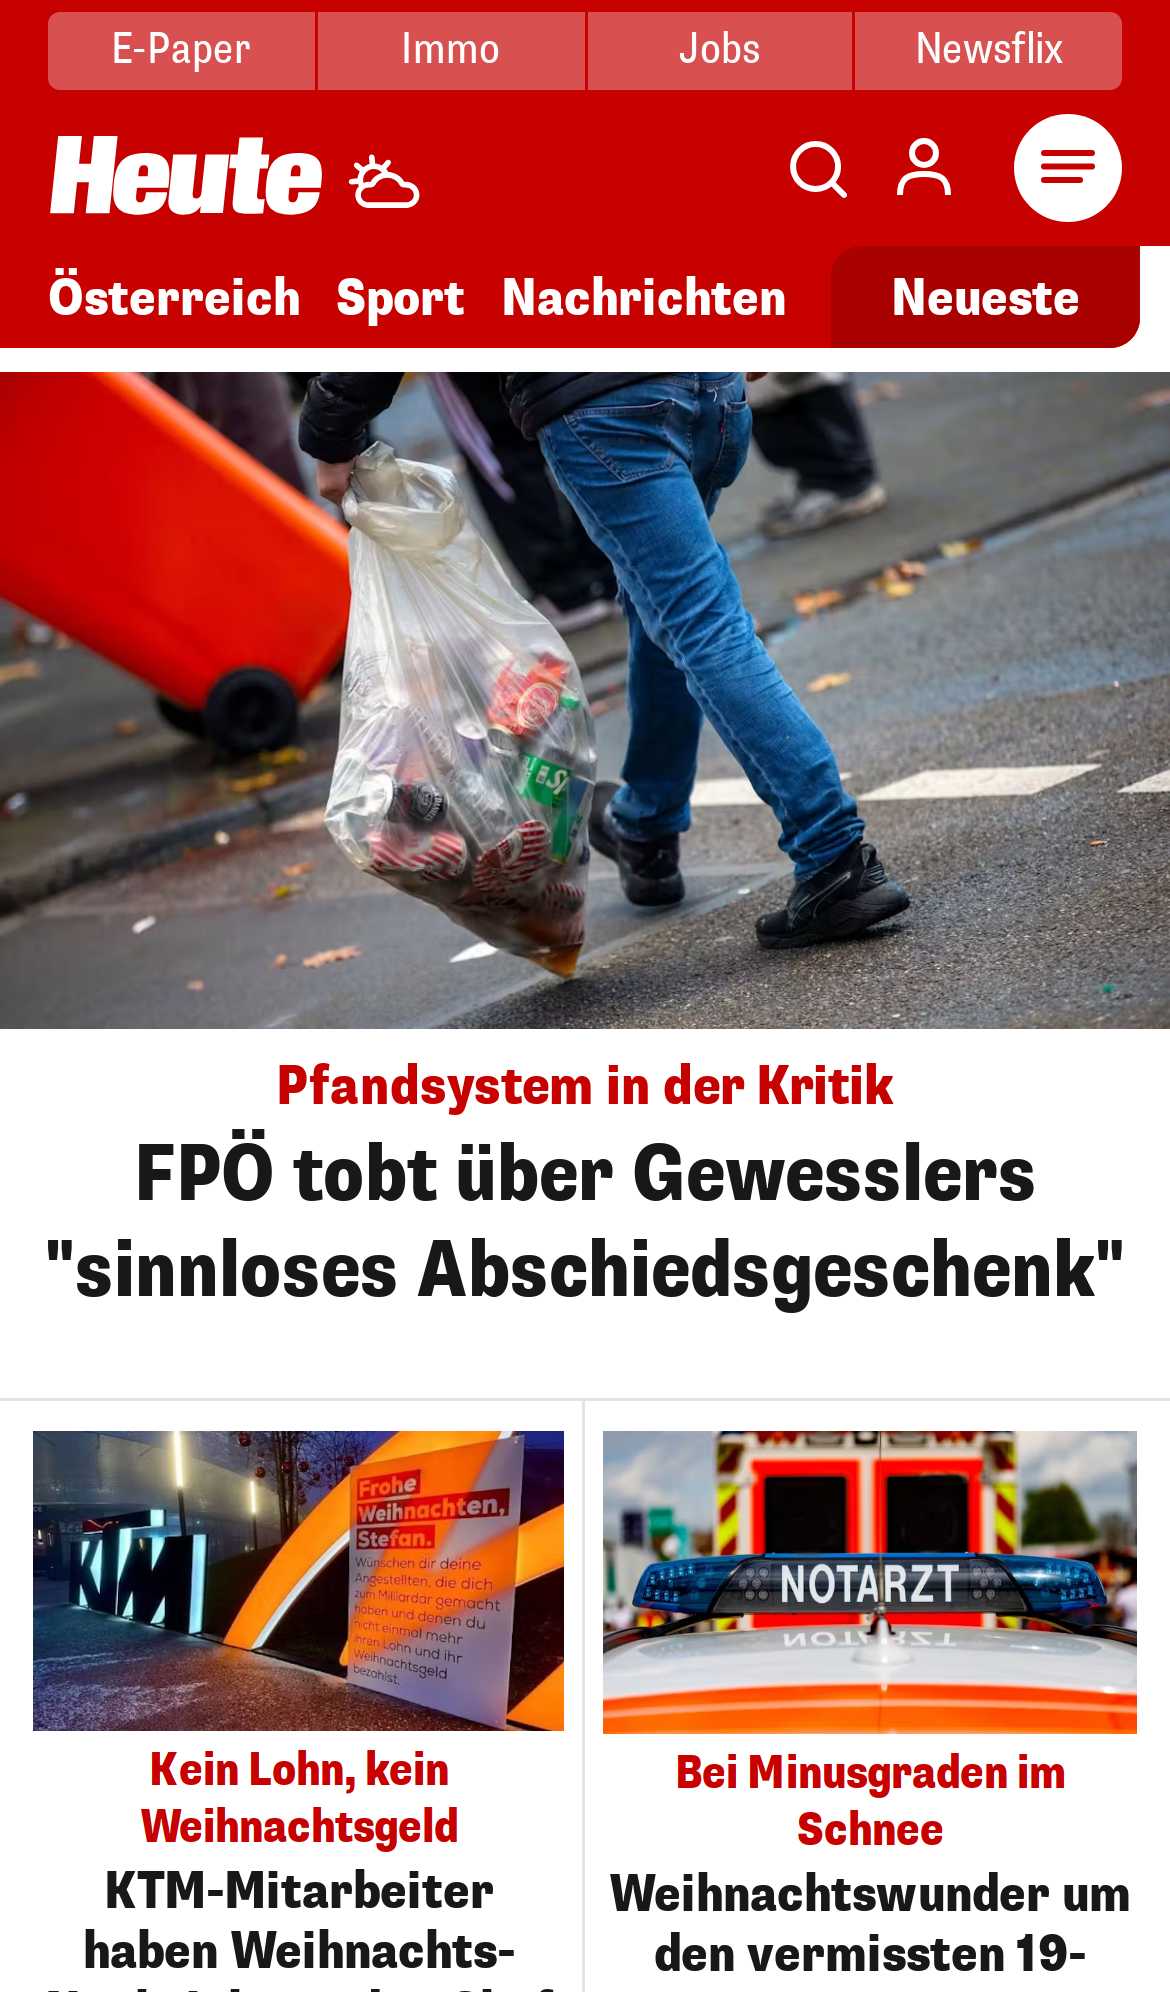 E-Paper
Immo
Jobs
Newsflix
Heute
Österreich
Sport
Nachrichten
Neueste
Pfandsystem in der Kritik
FPÖ tobt über Gewesslers
"sinnloses Abschiedsgeschenk"
KTM
Frohe
Weihnachten,
Stefan.
Wünschen dir deine
Angestellten, die dich
zum Milliardär gemacht
haben und denen du
nicht einmal mehr
ihren Lohn und ihr
Weihnachtsgeld
bezahlst.
Kein Lohn, kein
Weihnachtsgeld
KTM-Mitarbeiter
haben Weihnachts-
NOTARZT
NOTARZT
Bei Minusgraden im
Schnee
Weihnachtswunder um
den vermissten 19-